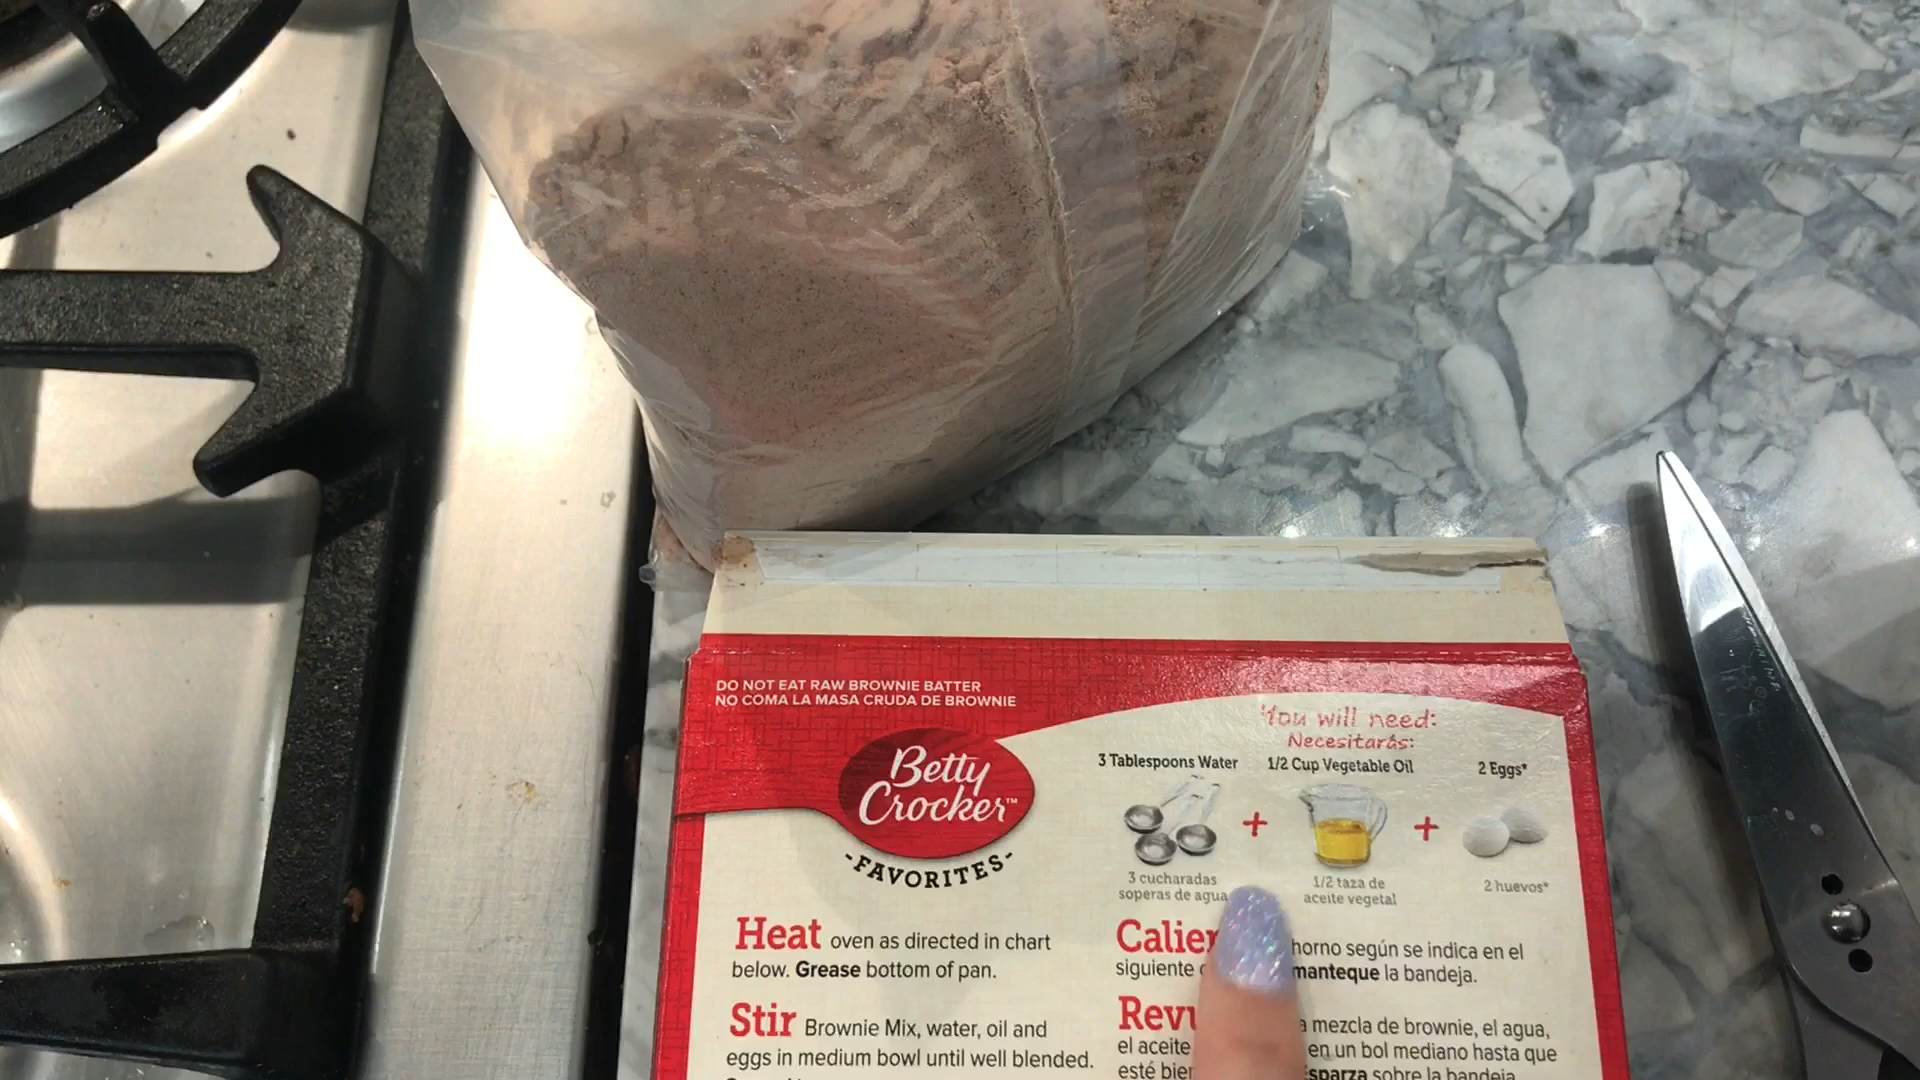 DO NOT EAT RAW BROWNIE BATTER
NO COMA LA MASA CRUDA DE BROWNIE
Betty
Crocker™
-FAVORITES-
You will need:
Necesitarás:
3 Tablespoons Water
1/2 Cup Vegetable Oil
2 Eggs*
+
+
3 cucharadas
soperas de agua
1/2 taza de
aceite vegetal
2 huevos*
Heat oven as directed in chart
below. Grease bottom of pan.
Stir Brownie Mix, water, oil and
eggs in medium bowl until well blended.
horno según se indica en el
siguiente
manteque la bandeja.
mezcla de brownie, el agua,
el aceite
en un bol mediano hasta que
sobre la bandeja